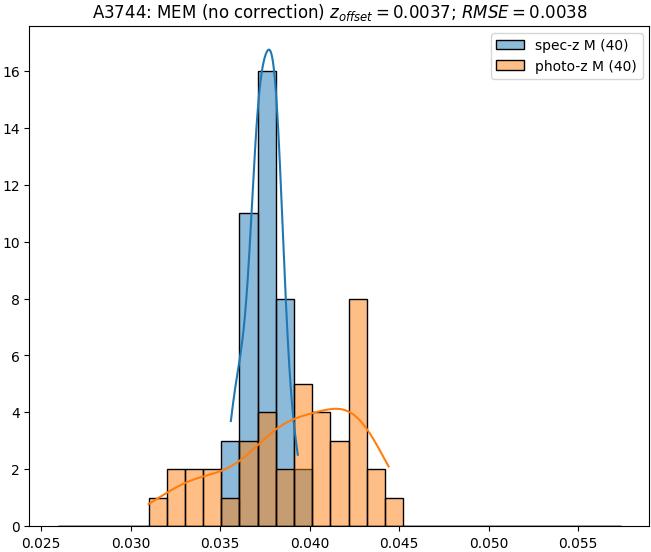 A3744: MEM (no correction) z_offset = 0.0037; RMSE = 0.0038
spec-z M (40)
photo-z M (40)
16
14
12
10
8
6
4
2
0
0.025 0.030 0.035 0.040 0.045 0.050 0.055